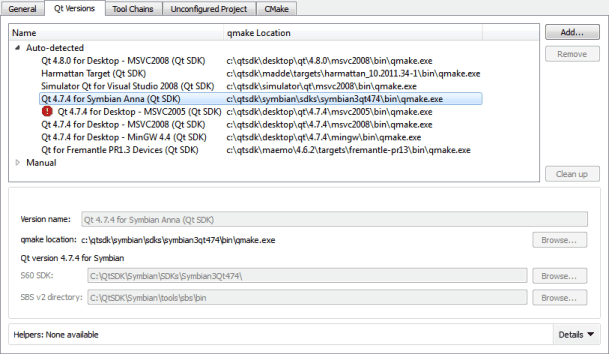 General Qt Versions Tool Chains Unconfigured Project CMake
Name qmake Location Add...
Auto-detected Remove
Qt 4.8.0 for Desktop - MSVC2008 (Qt SDK) c:\qtsdk\desktop\qt\4.8.0\msvc2008\bin\qmake.exe
Harmattan Target (Qt SDK) c:\qtsdk\madde\targets\harmattan_10.2011.34-1\bin\qmake.exe
Simulator Qt for Visual Studio 2008 (Qt SDK) c:\qtsdk\simulator\qt\msvc2008\bin\qmake.exe
Qt 4.7.4 for Symbian Anna (Qt SDK) c:\qtsdk\symbian\sdks\symbian3qt474\bin\qmake.exe
Qt 4.7.4 for Desktop - MSVC2005 (Qt SDK) c:\qtsdk\desktop\qt\4.7.4\msvc2005\bin\qmake.exe
Qt 4.7.4 for Desktop - MSVC2008 (Qt SDK) c:\qtsdk\desktop\qt\4.7.4\msvc2008\bin\qmake.exe
Qt 4.7.4 for Desktop - MinGW 4.4 (Qt SDK) c:\qtsdk\desktop\qt\4.7.4\mingw\bin\qmake.exe
Qt for Fremantle PR1.3 Devices (Qt SDK) c:\qtsdk\maemo\4.6.2\targets\fremantle-pr13\bin\qmake.exe
Manual
Clean up
Version name: Qt 4.7.4 for Symbian Anna (Qt SDK)
qmake location: c:\qtsdk\symbian\sdks\symbian3qt474\bin\qmake.exe Browse...
Qt version 4.7.4 for Symbian
S60 SDK: C:\QtSDK\Symbian\SDKs\Symbian3Qt474\ Browse...
SBS v2 directory: C:\QtSDK\Symbian\tools\sbs\bin Browse...
Helpers: None available Details